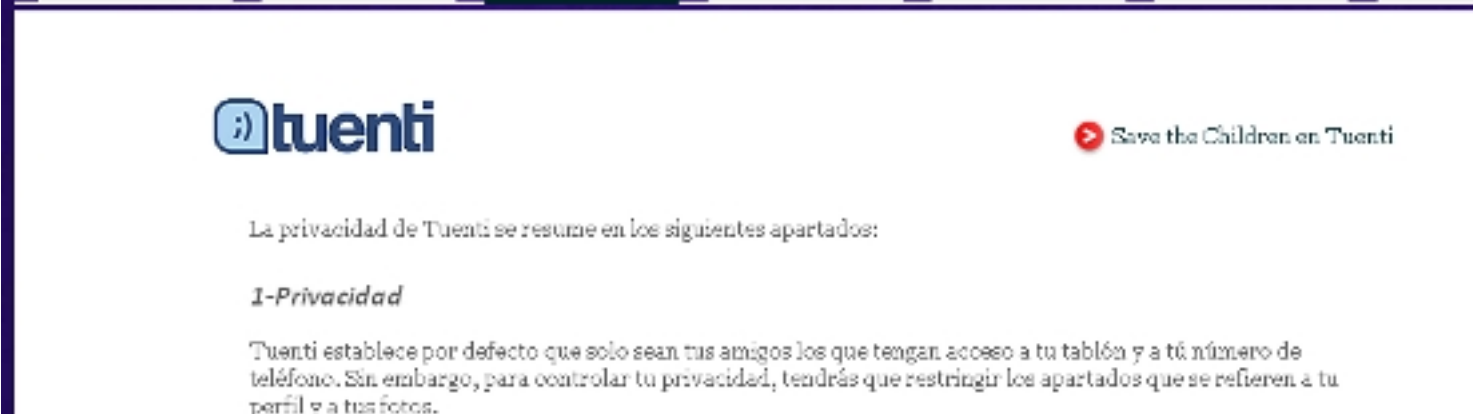 ;) tuenti
Save the Children en Tuenti
La privacidad de Tuenti se resume en los siguientes apartados:
1-Privacidad
Tuenti establece por defecto que solo sean tus amigos los que tengan acceso a tu tablón y a tú número de
teléfono. Sin embargo, para controlar tu privacidad, tendrás que restringir los apartados que se refieren a tu
perfil y a tus fotos.